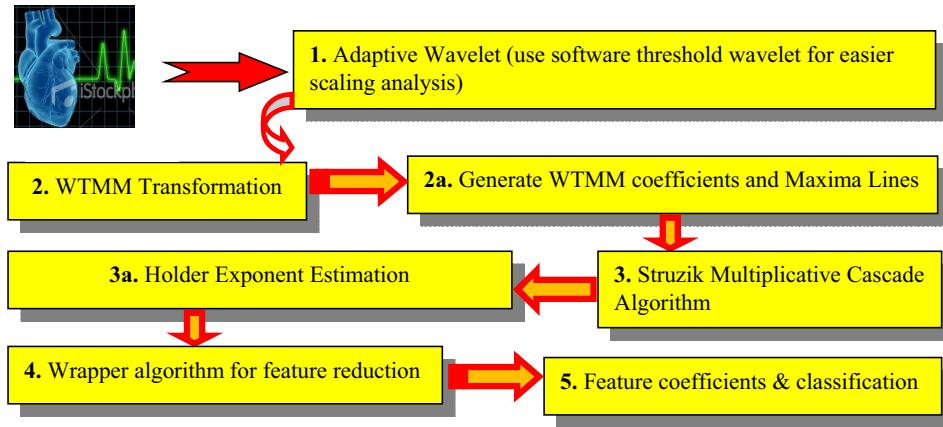 iStockph
1. Adaptive Wavelet (use software threshold wavelet for easier
scaling analysis)
2. WTMM Transformation
2a. Generate WTMM coefficients and Maxima Lines
3a. Holder Exponent Estimation
3. Struzik Multiplicative Cascade
Algorithm
4. Wrapper algorithm for feature reduction
5. Feature coefficients & classification